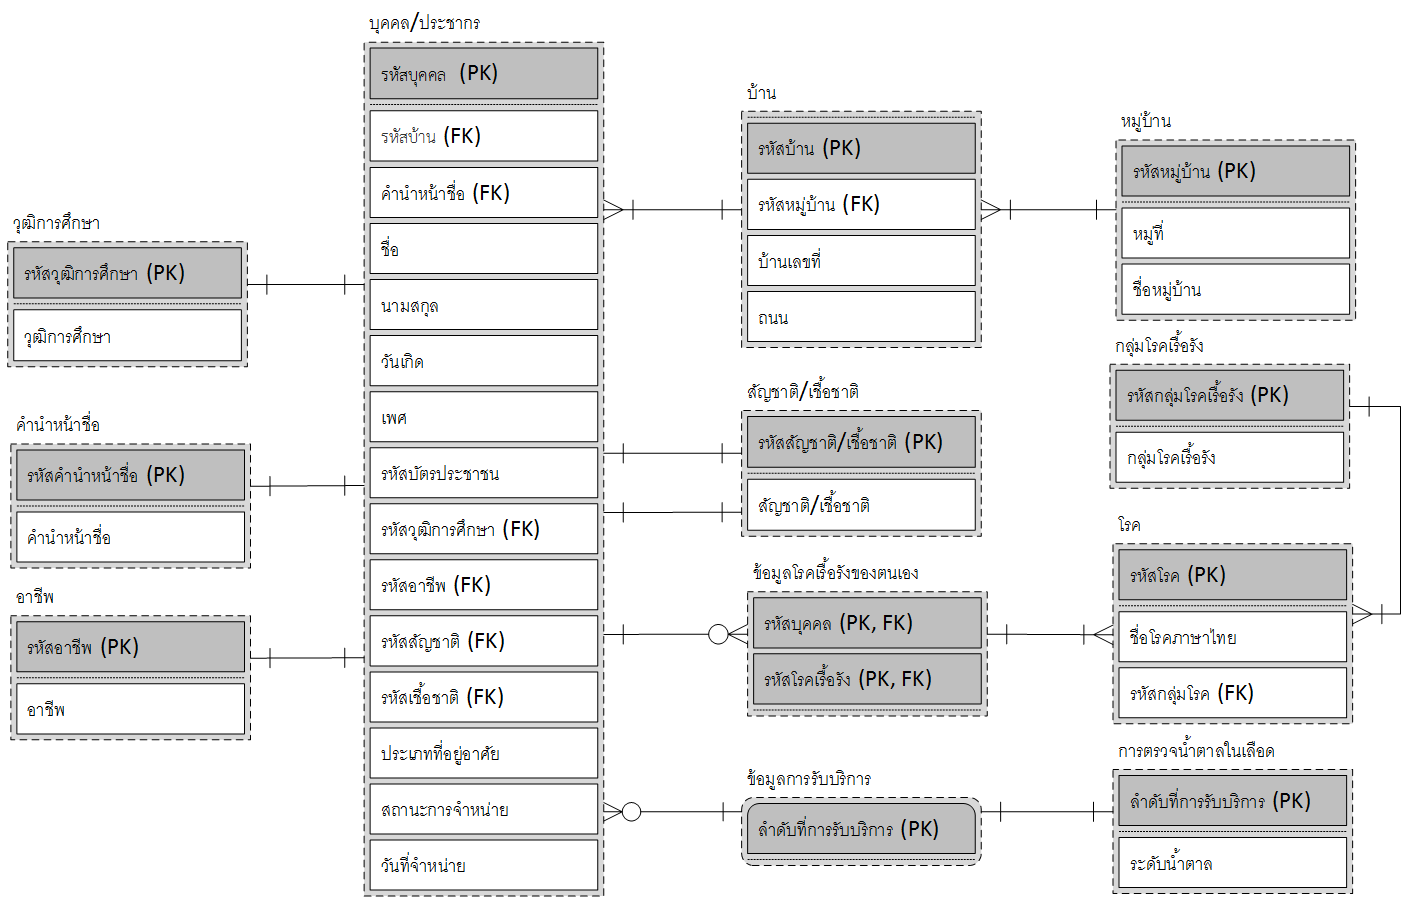 บุคคล/ประชากร
รหัสบุคคล (PK)
รหัสบ้าน (FK)
คำนำหน้าชื่อ (FK)
ชื่อ
นามสกุล
วันเกิด
เพศ
รหัสบัตรประชาชน
รหัสวุฒิการศึกษา (FK)
รหัสอาชีพ (FK)
รหัสสัญชาติ (FK)
รหัสเชื้อชาติ (FK)
ประเภทที่อยู่อาศัย
สถานะการจำหน่าย
วันที่จำหน่าย
วุฒิการศึกษา
รหัสวุฒิการศึกษา (PK)
วุฒิการศึกษา
คำนำหน้าชื่อ
รหัสคำนำหน้าชื่อ (PK)
คำนำหน้าชื่อ
อาชีพ
รหัสอาชีพ (PK)
อาชีพ
บ้าน
รหัสบ้าน (PK)
รหัสหมู่บ้าน (FK)
บ้านเลขที่
ถนน
สัญชาติ/เชื้อชาติ
รหัสสัญชาติ/เชื้อชาติ (PK)
สัญชาติ/เชื้อชาติ
ข้อมูลโรคเรื้อรังของตนเอง
รหัสบุคคล (PK, FK)
รหัสโรคเรื้อรัง (PK, FK)
ข้อมูลการรับบริการ
ลำดับที่การรับบริการ (PK)
หมู่บ้าน
รหัสหมู่บ้าน (PK)
หมู่ที่
ชื่อหมู่บ้าน
กลุ่มโรคเรื้อรัง
รหัสกลุ่มโรคเรื้อรัง (PK)
กลุ่มโรคเรื้อรัง
โรค
รหัสโรค (PK)
ชื่อโรคภาษาไทย
รหัสกลุ่มโรค (FK)
การตรวจน้ำตาลในเลือด
ลำดับที่การรับบริการ (PK)
ระดับน้ำตาล